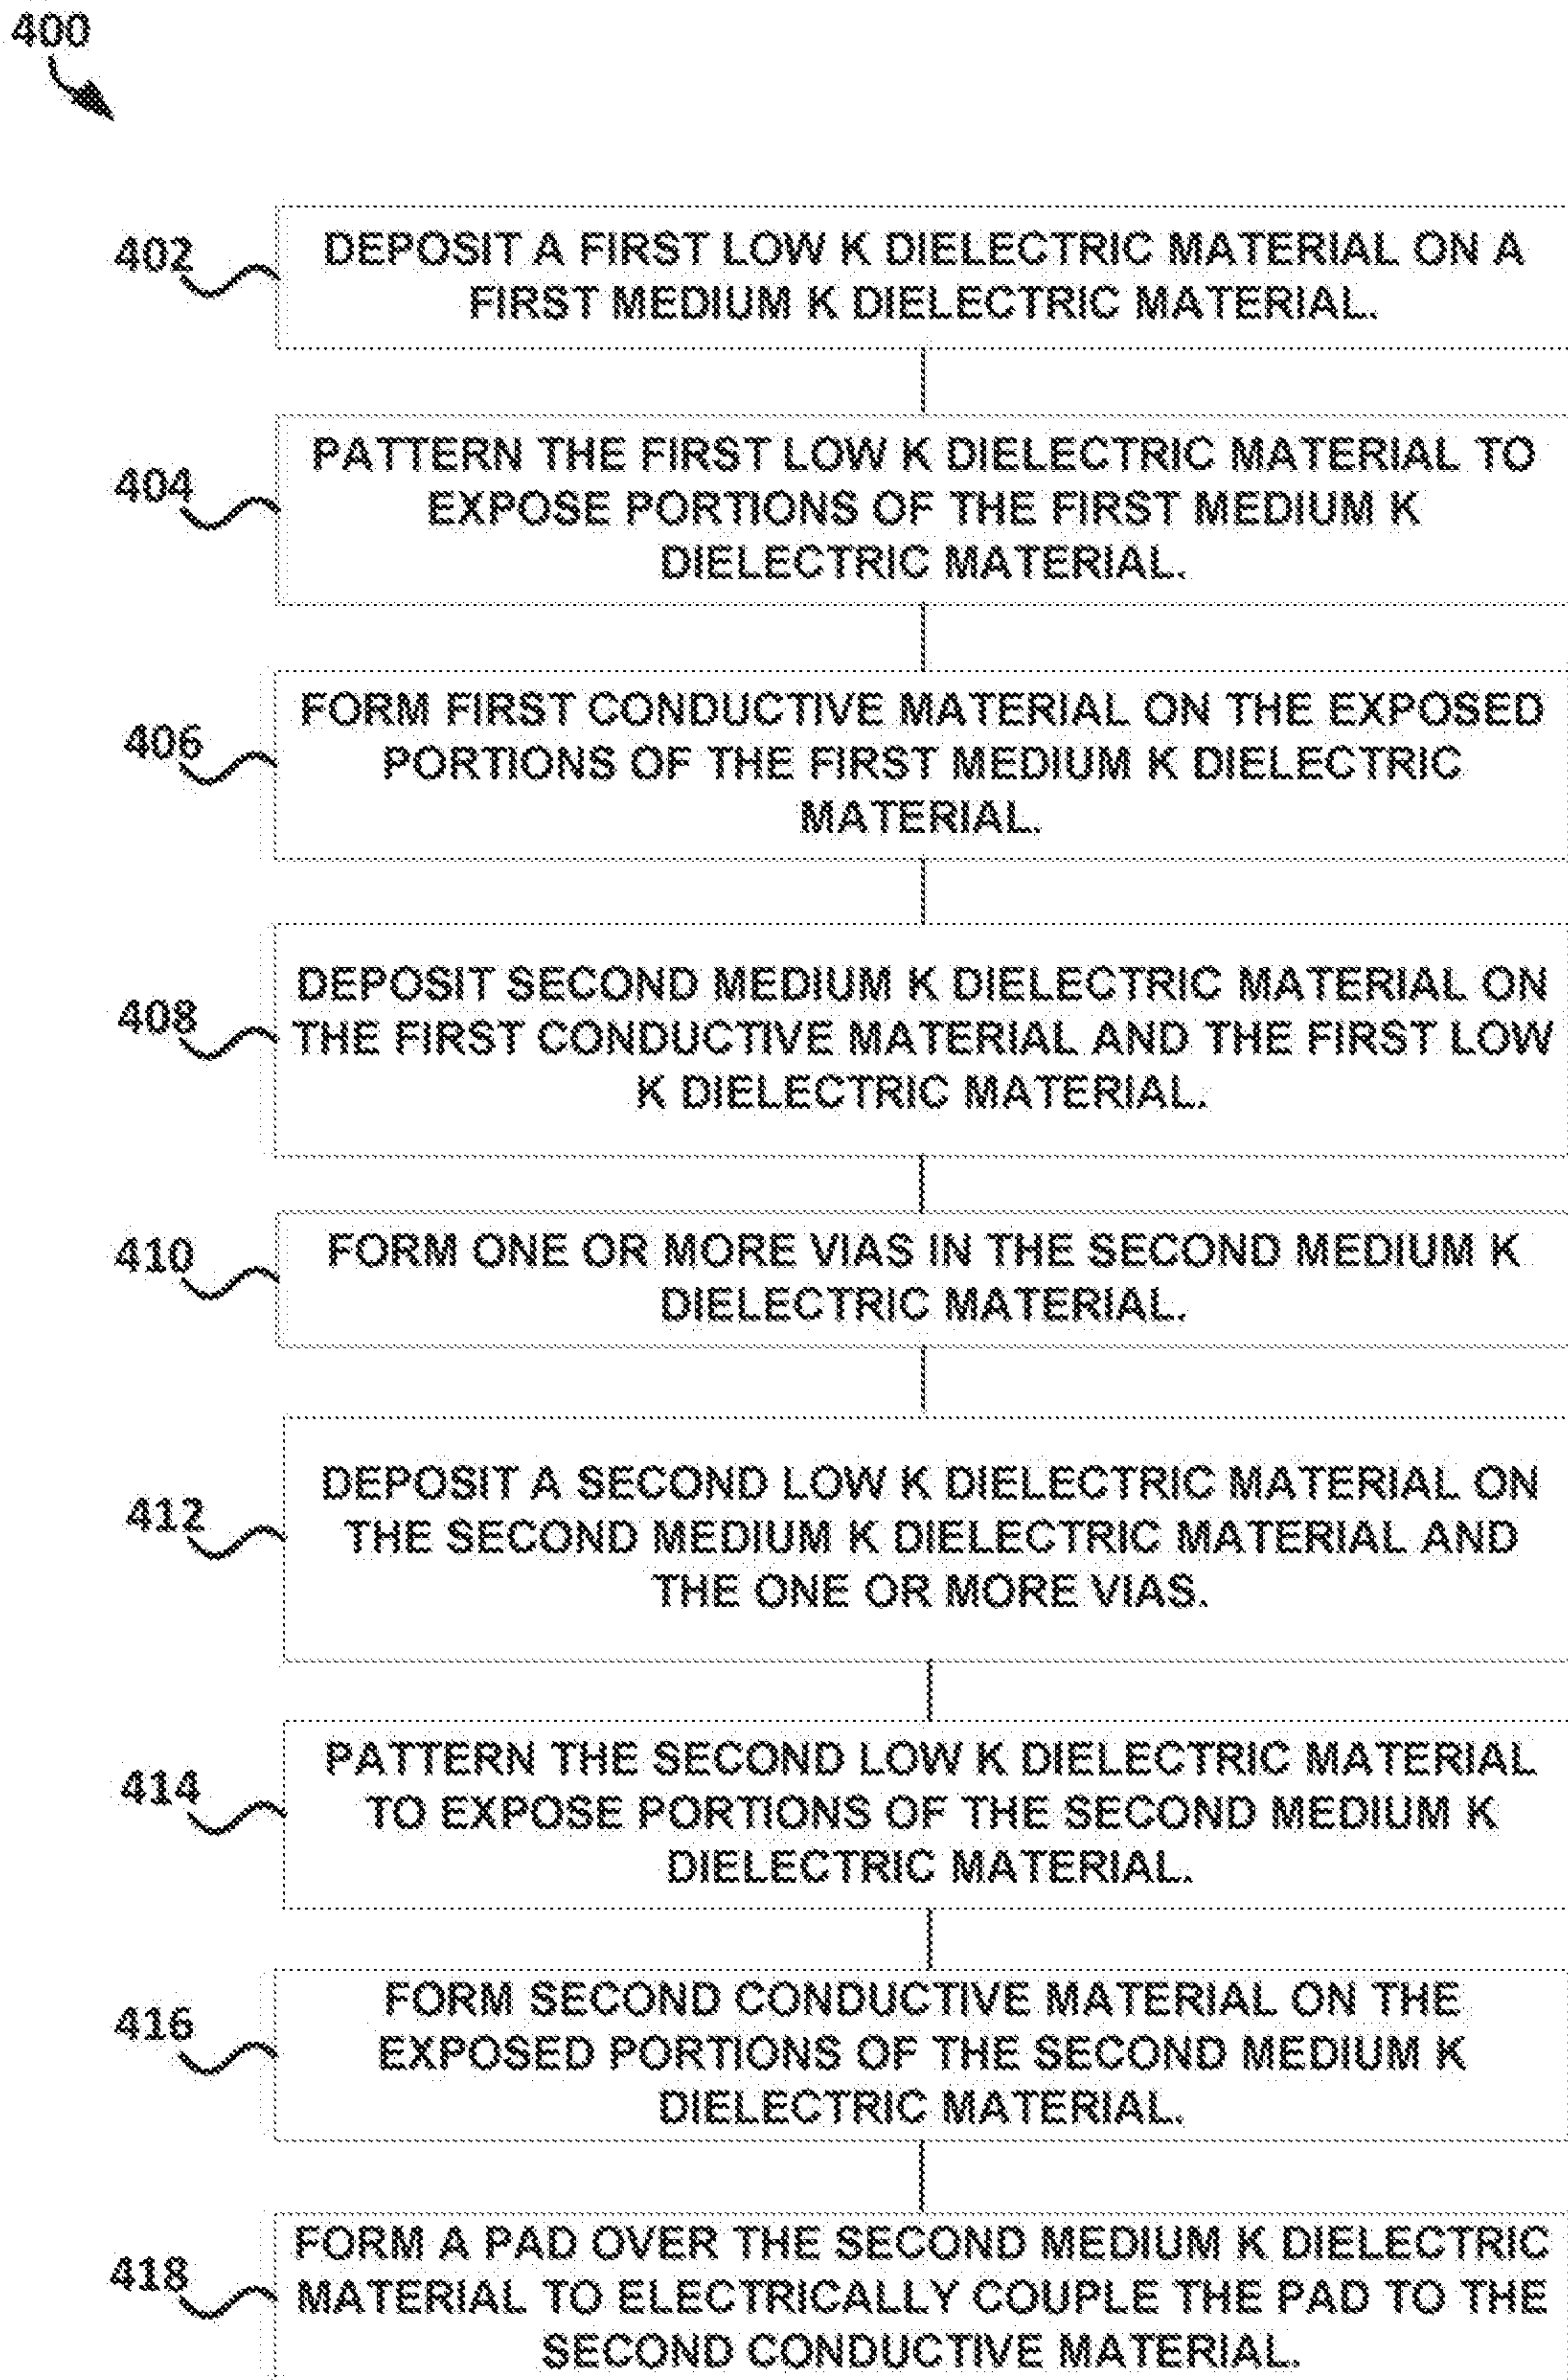 400
402
DEPOSIT A FIRST LOW K DIELECTRIC MATERIAL ON A
FIRST MEDIUM K DIELECTRIC MATERIAL.
404
PATTERN THE FIRST LOW K DIELECTRIC MATERIAL TO
EXPOSE PORTIONS OF THE FIRST MEDIUM K
DIELECTRIC MATERIAL.
406
FORM FIRST CONDUCTIVE MATERIAL ON THE EXPOSED
PORTIONS OF THE FIRST MEDIUM K DIELECTRIC
MATERIAL.
408
DEPOSIT SECOND MEDIUM K DIELECTRIC MATERIAL ON
THE FIRST CONDUCTIVE MATERIAL AND THE FIRST LOW
K DIELECTRIC MATERIAL.
410
FORM ONE OR MORE VIAS IN THE SECOND MEDIUM K
DIELECTRIC MATERIAL.
412
DEPOSIT A SECOND LOW K DIELECTRIC MATERIAL ON
THE SECOND MEDIUM K DIELECTRIC MATERIAL AND
THE ONE OR MORE VIAS.
414
PATTERN THE SECOND LOW K DIELECTRIC MATERIAL
TO EXPOSE PORTIONS OF THE SECOND MEDIUM K
DIELECTRIC MATERIAL.
416
FORM SECOND CONDUCTIVE MATERIAL ON THE
EXPOSED PORTIONS OF THE SECOND MEDIUM K
DIELECTRIC MATERIAL.
418
FORM A PAD OVER THE SECOND MEDIUM K DIELECTRIC
MATERIAL TO ELECTRICALLY COUPLE THE PAD TO THE
SECOND CONDUCTIVE MATERIAL.